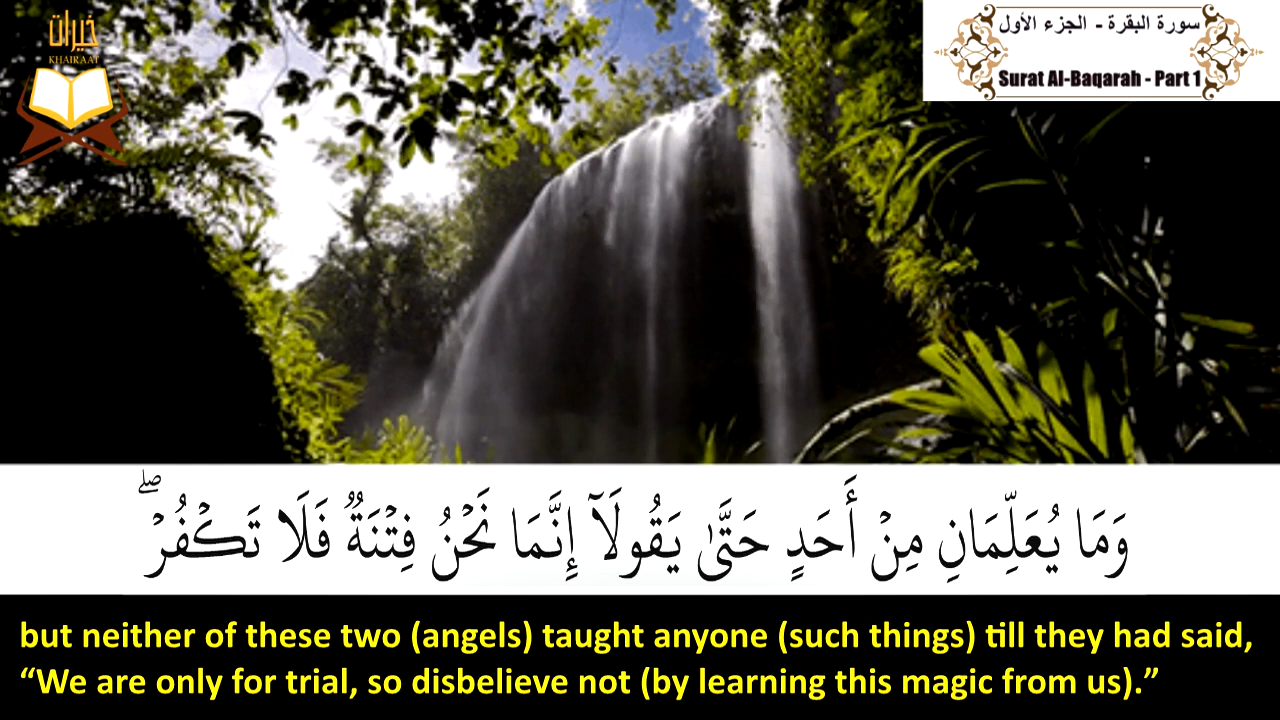 خيرات
KHAIRAAT
سورة البقرة - الجزء الأول
Surat Al-Baqarah - Part 1
وَمَا يُعَلِّمَانِ مِنْ أَحَدٍ حَتَّىٰ يَقُولَآ إِنَّمَا نَحْنُ فِتْنَةٌ فَلَا تَكْفُرْ ۖ
but neither of these two (angels) taught anyone (such things) till they had said,
“We are only for trial, so disbelieve not (by learning this magic from us).”